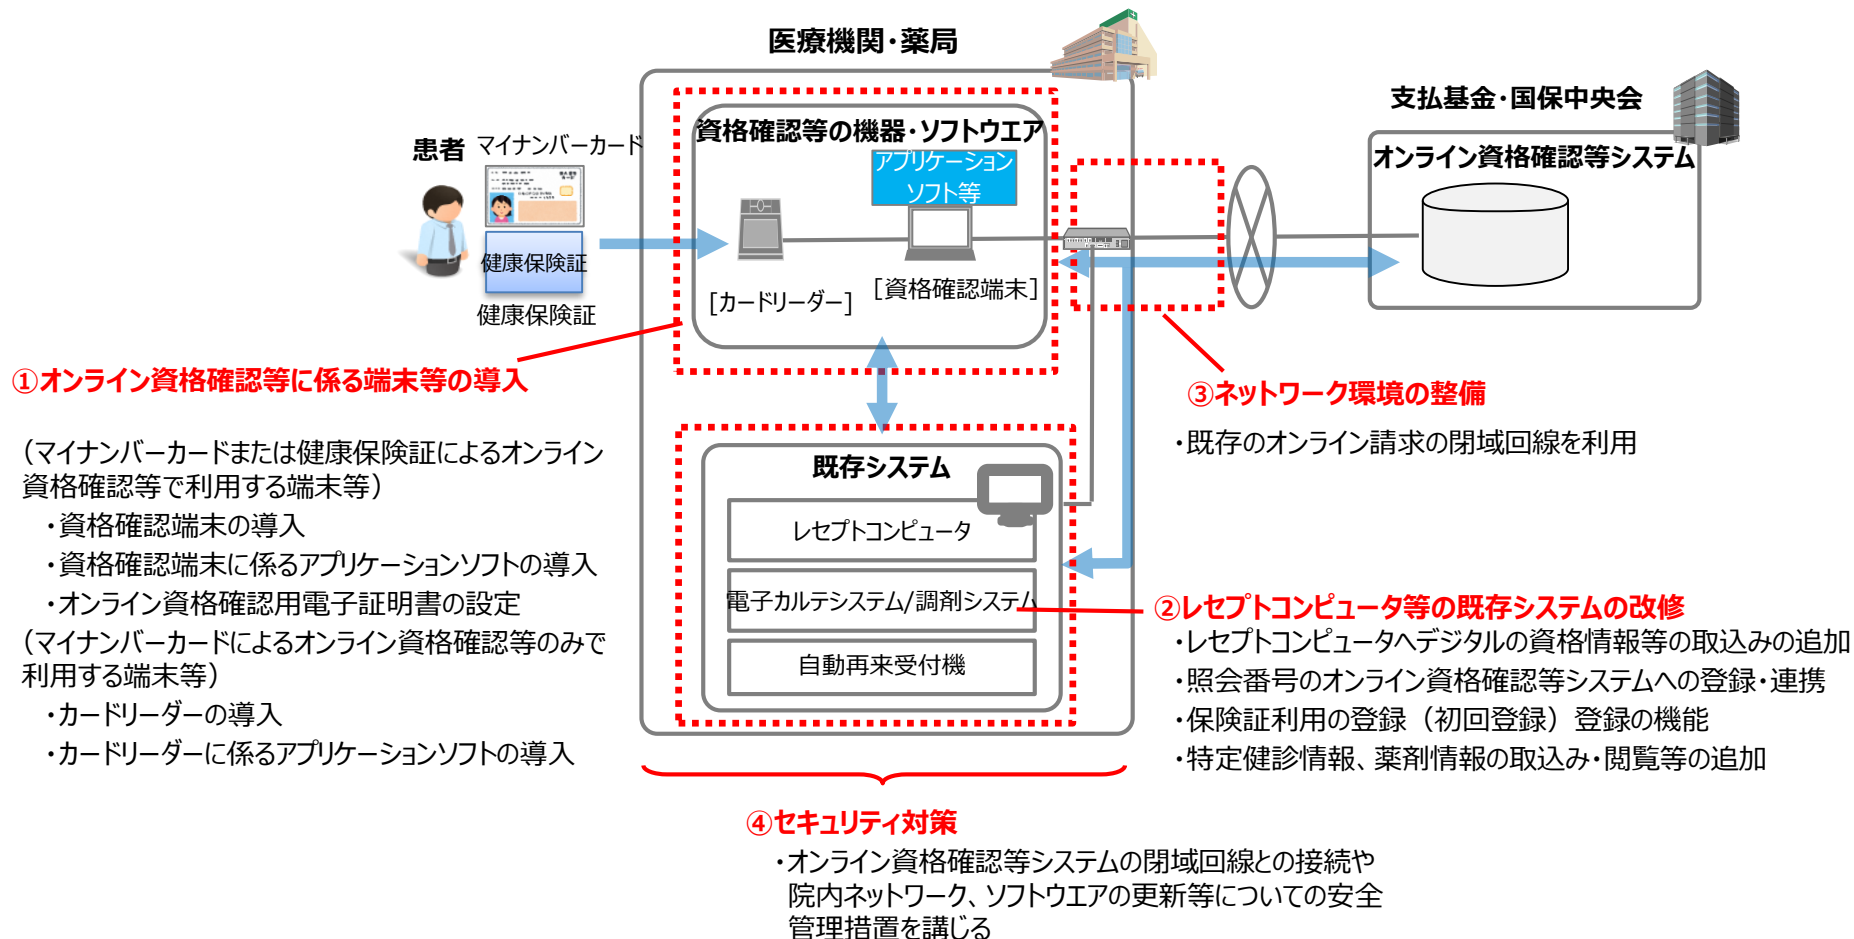 医療機関・薬局
支払基金・国保中央会
患者
マイナンバーカード
健康保険証
健康保険証
資格確認等の機器・ソフトウエア
アプリケーション
ソフト等
[カードリーダー]
[資格確認端末]
オンライン資格確認等システム
①オンライン資格確認等に係る端末等の導入
（マイナンバーカードまたは健康保険証によるオンライン
資格確認等で利用する端末等）
・資格確認端末の導入
・資格確認端末に係るアプリケーションソフトの導入
・オンライン資格確認用電子証明書の設定
（マイナンバーカードによるオンライン資格確認等のみで
利用する端末等）
・カードリーダーの導入
・カードリーダーに係るアプリケーションソフトの導入
既存システム
レセプトコンピュータ
電子カルテシステム/調剤システム
自動再来受付機
③ネットワーク環境の整備
・既存のオンライン請求の閉域回線を利用
②レセプトコンピュータ等の既存システムの改修
・レセプトコンピュータへデジタルの資格情報等の取込みの追加
・照会番号のオンライン資格確認等システムへの登録・連携
・保険証利用の登録（初回登録）登録の機能
・特定健診情報、薬剤情報の取込み・閲覧等の追加
④セキュリティ対策
・オンライン資格確認等システムの閉域回線との接続や
院内ネットワーク、ソフトウエアの更新等についての安全
管理措置を講じる